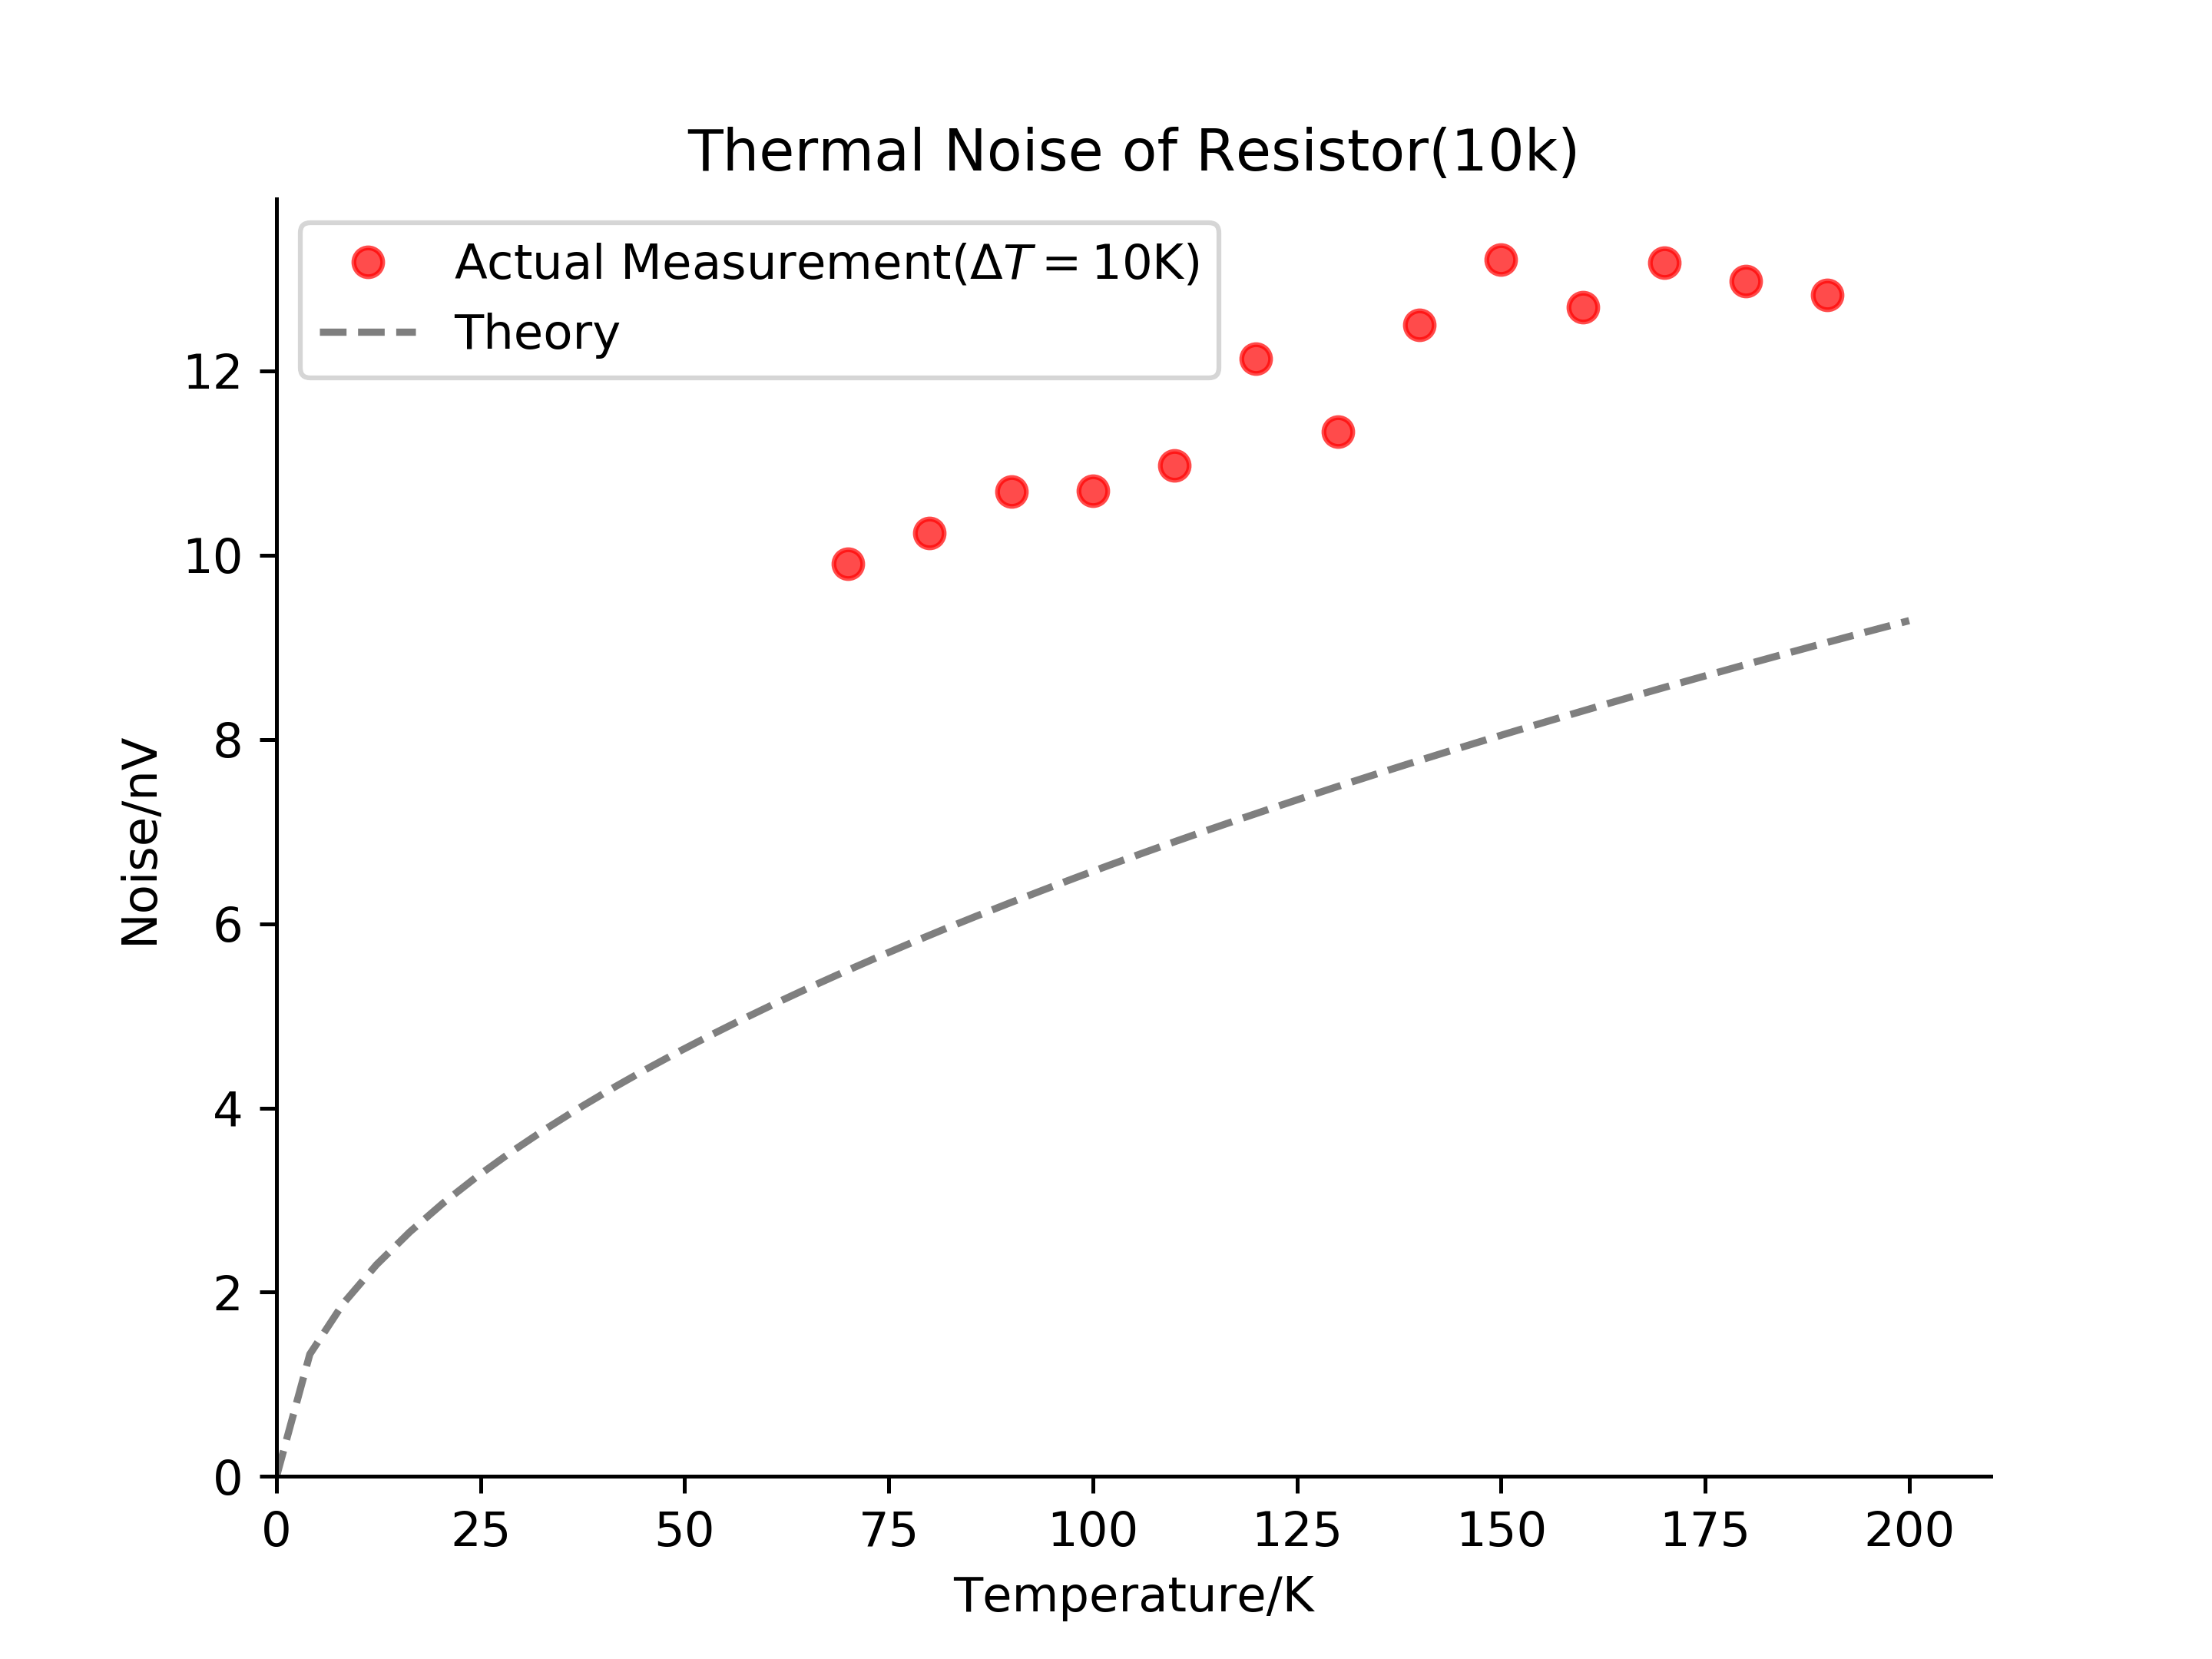 Thermal Noise of Resistor(10k)
Actual Measurement(ΔT = 10K)
Theory
12
10
8
6
4
2
0
Noise/nV
0 25 50 75 100 125 150 175 200
Temperature/K